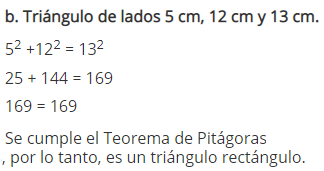 b. Triángulo de lados 5 cm, 12 cm y 13 cm.
5² +12² = 13²
25 + 144 = 169
169 = 169
Se cumple el Teorema de Pitágoras
, por lo tanto, es un triángulo rectángulo.